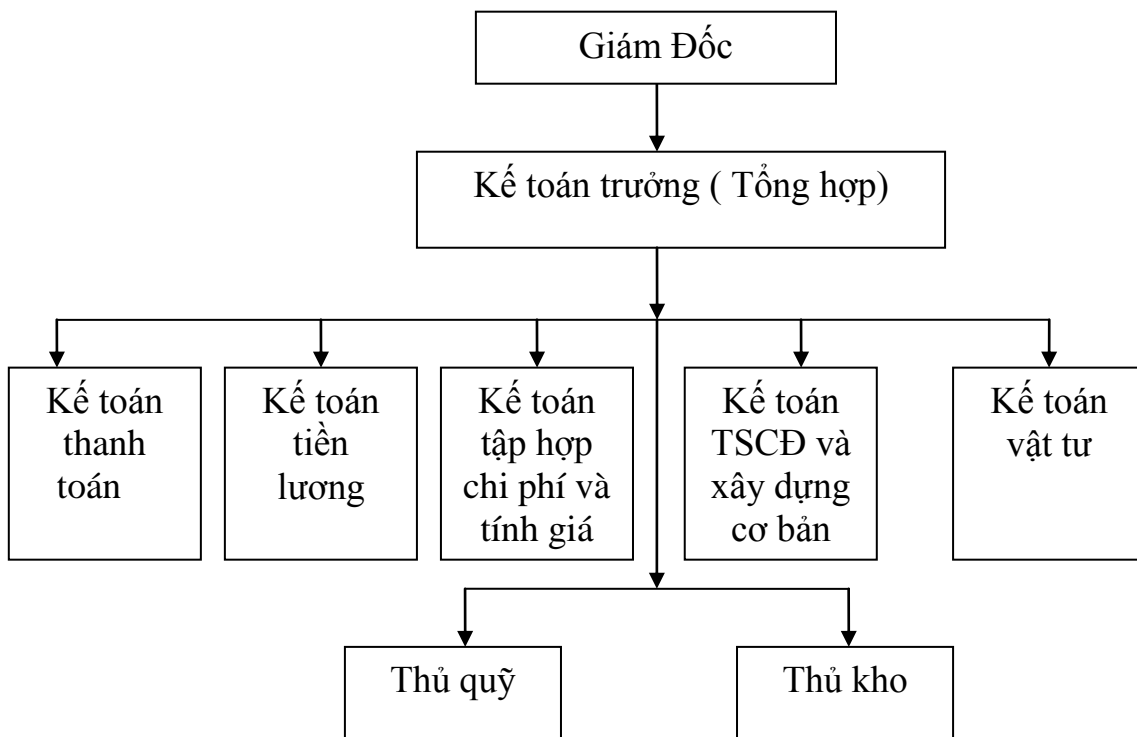 Giám Đốc
Kế toán trưởng ( Tổng hợp)
Kế toán
thanh
toán
Kế toán
tiền
lương
Kế toán
tập hợp
chi phí và
tính giá
Kế toán
TSCĐ và
xây dựng
cơ bản
Kế toán
vật tư
Thủ quỹ
Thủ kho